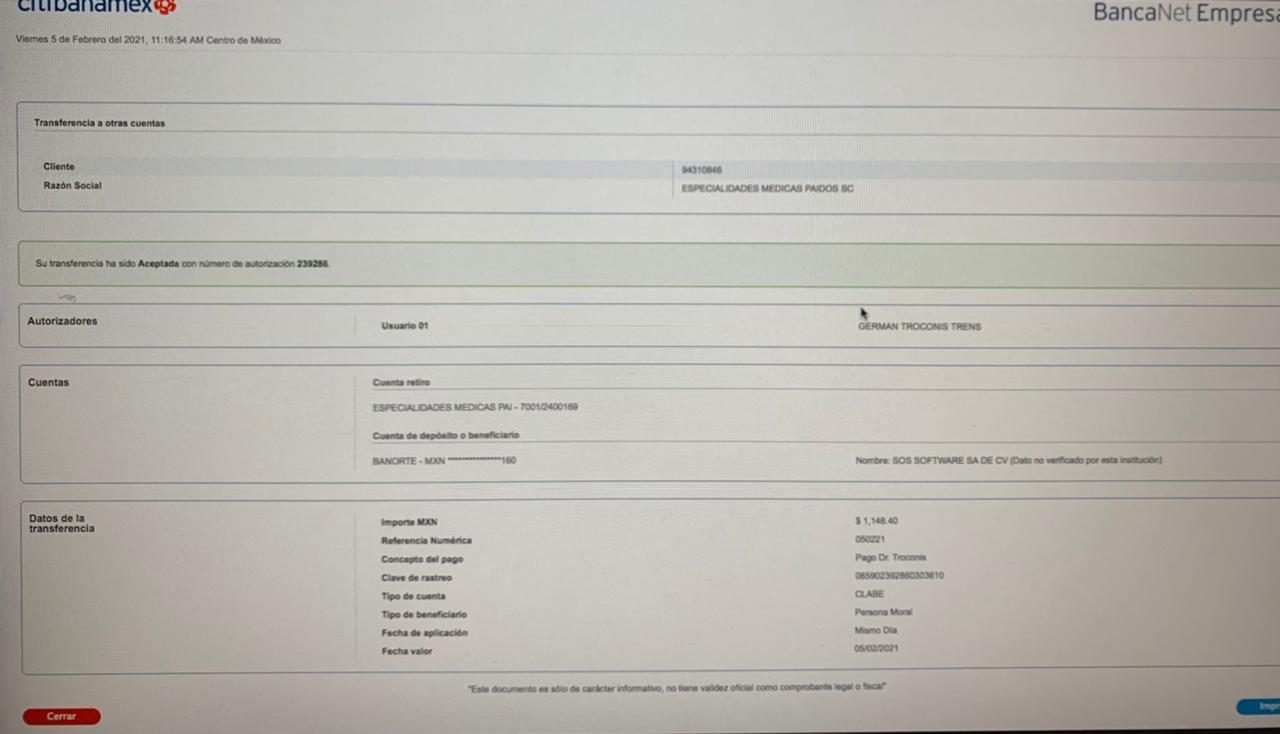 citibanamex
BancaNet Empresa
Viernes 5 de Febrero del 2021, 11:16:54 AM Centro de México
Transferencia a otras cuentas
Cliente 94310846
Razón Social ESPECIALIDADES MEDICAS PAIDOS SC
Su transferencia ha sido Aceptada con número de autorización 239286.
Autorizadores Usuario 01 GERMAN TROCONIS TRENS
Cuentas Cuenta retiro
ESPECIALIDADES MEDICAS PAI - 7001/2400169
Cuenta de depósito o beneficiario
BANORTE - MXN ***************160 Nombre: SOS SOFTWARE SA DE CV (Dato no verificado por esta institución)
Datos de la
transferencia
Importe MXN $ 1,148.40
Referencia Numérica 050221
Concepto del pago Pago Dr. Troconis
Clave de rastreo 085902392860303610
Tipo de cuenta CLABE
Tipo de beneficiario Persona Moral
Fecha de aplicación Mismo Día
Fecha valor 05/02/2021
"Este documento es sólo de carácter informativo, no tiene validez oficial como comprobante legal o fiscal"
Cerrar
Impr